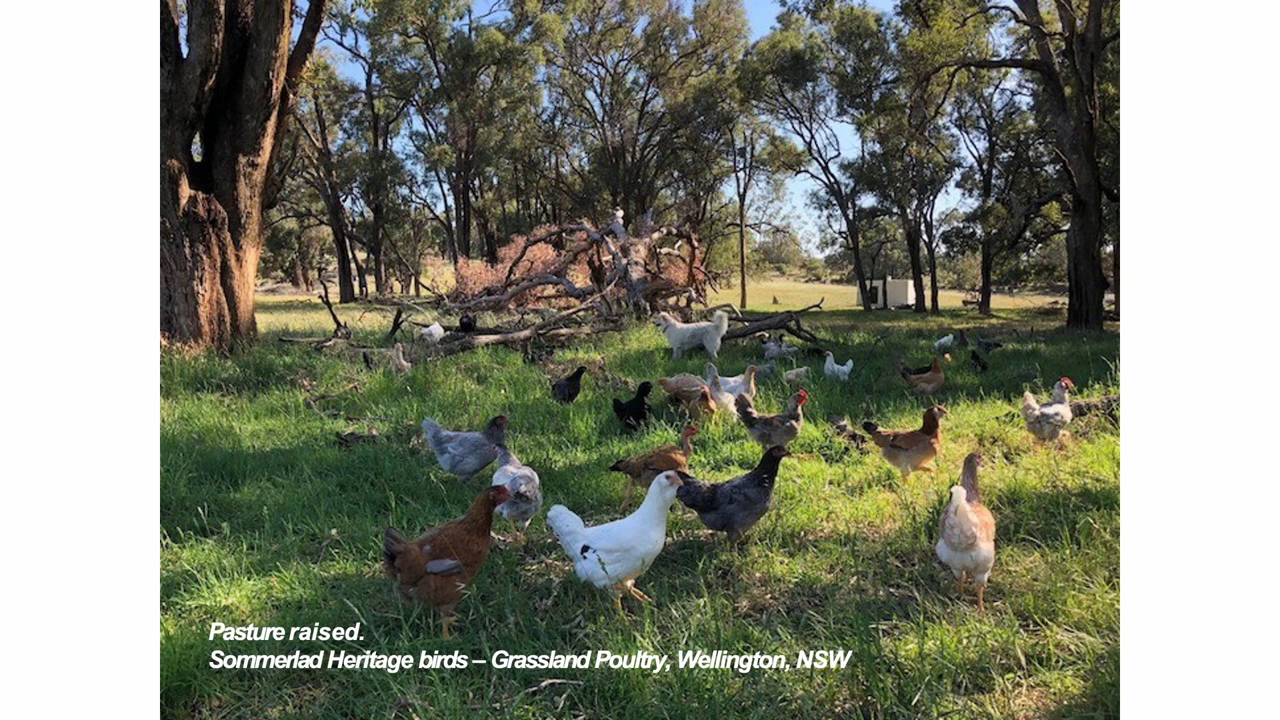 Pasture raised.
Sommerlad Heritage birds – Grassland Poultry, Wellington, NSW